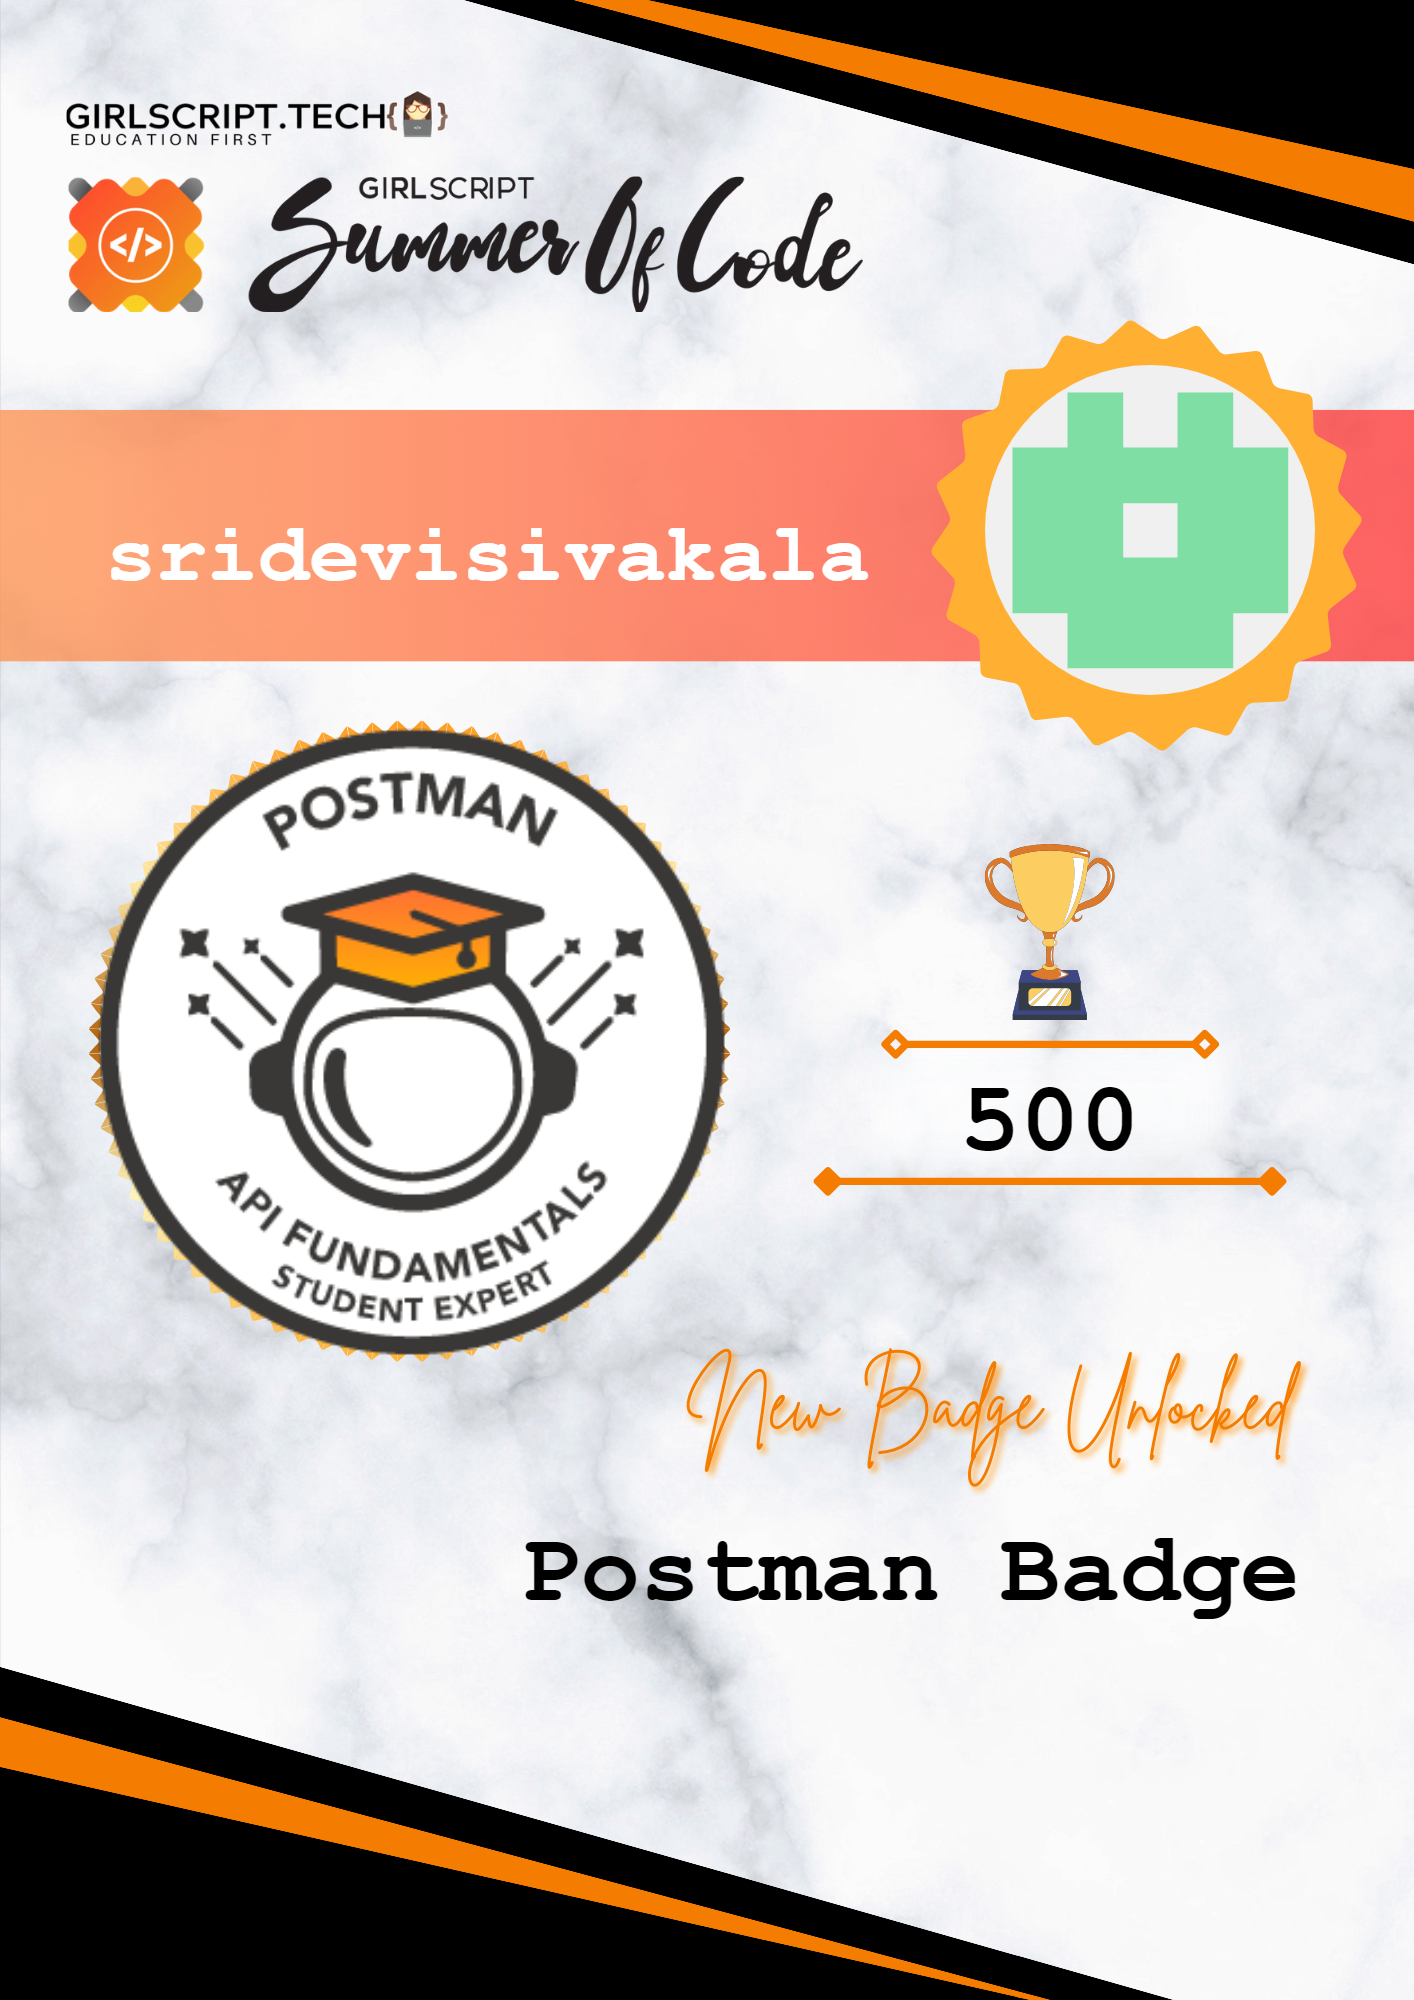 GIRLSCRIPT.TECH{ }
EDUCATION FIRST
</>
GIRLSCRIPT
Summer Of Code
sridevisivakala
POSTMAN
API FUNDAMENTALS
STUDENT EXPERT
500
New Badge Unlocked
Postman Badge